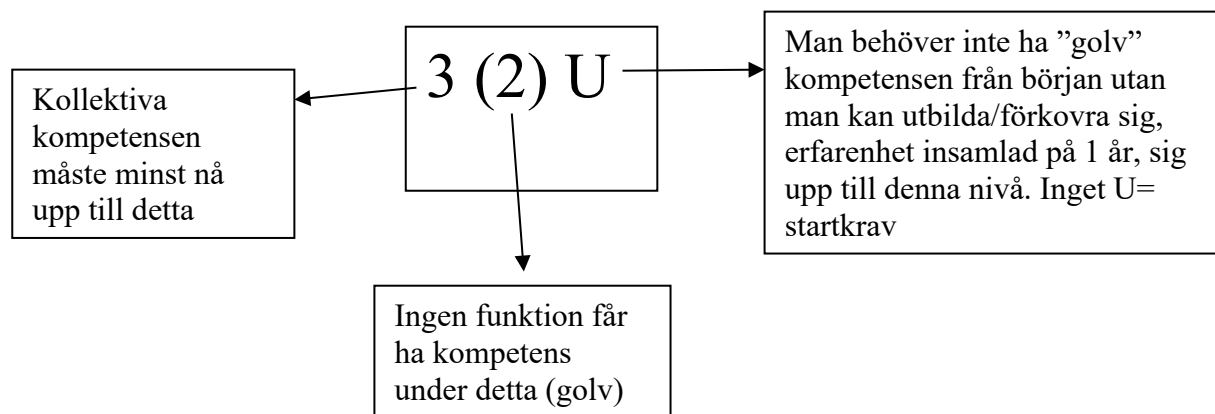 3 (2) U
Kollektiva
kompetensen
måste minst nå
upp till detta
Man behöver inte ha ”golv”
kompetensen från början utan
man kan utbilda/förkovra sig,
erfarenhet insamlad på 1 år, sig
upp till denna nivå. Inget U=
startkrav
Ingen funktion får
ha kompetens
under detta (golv)